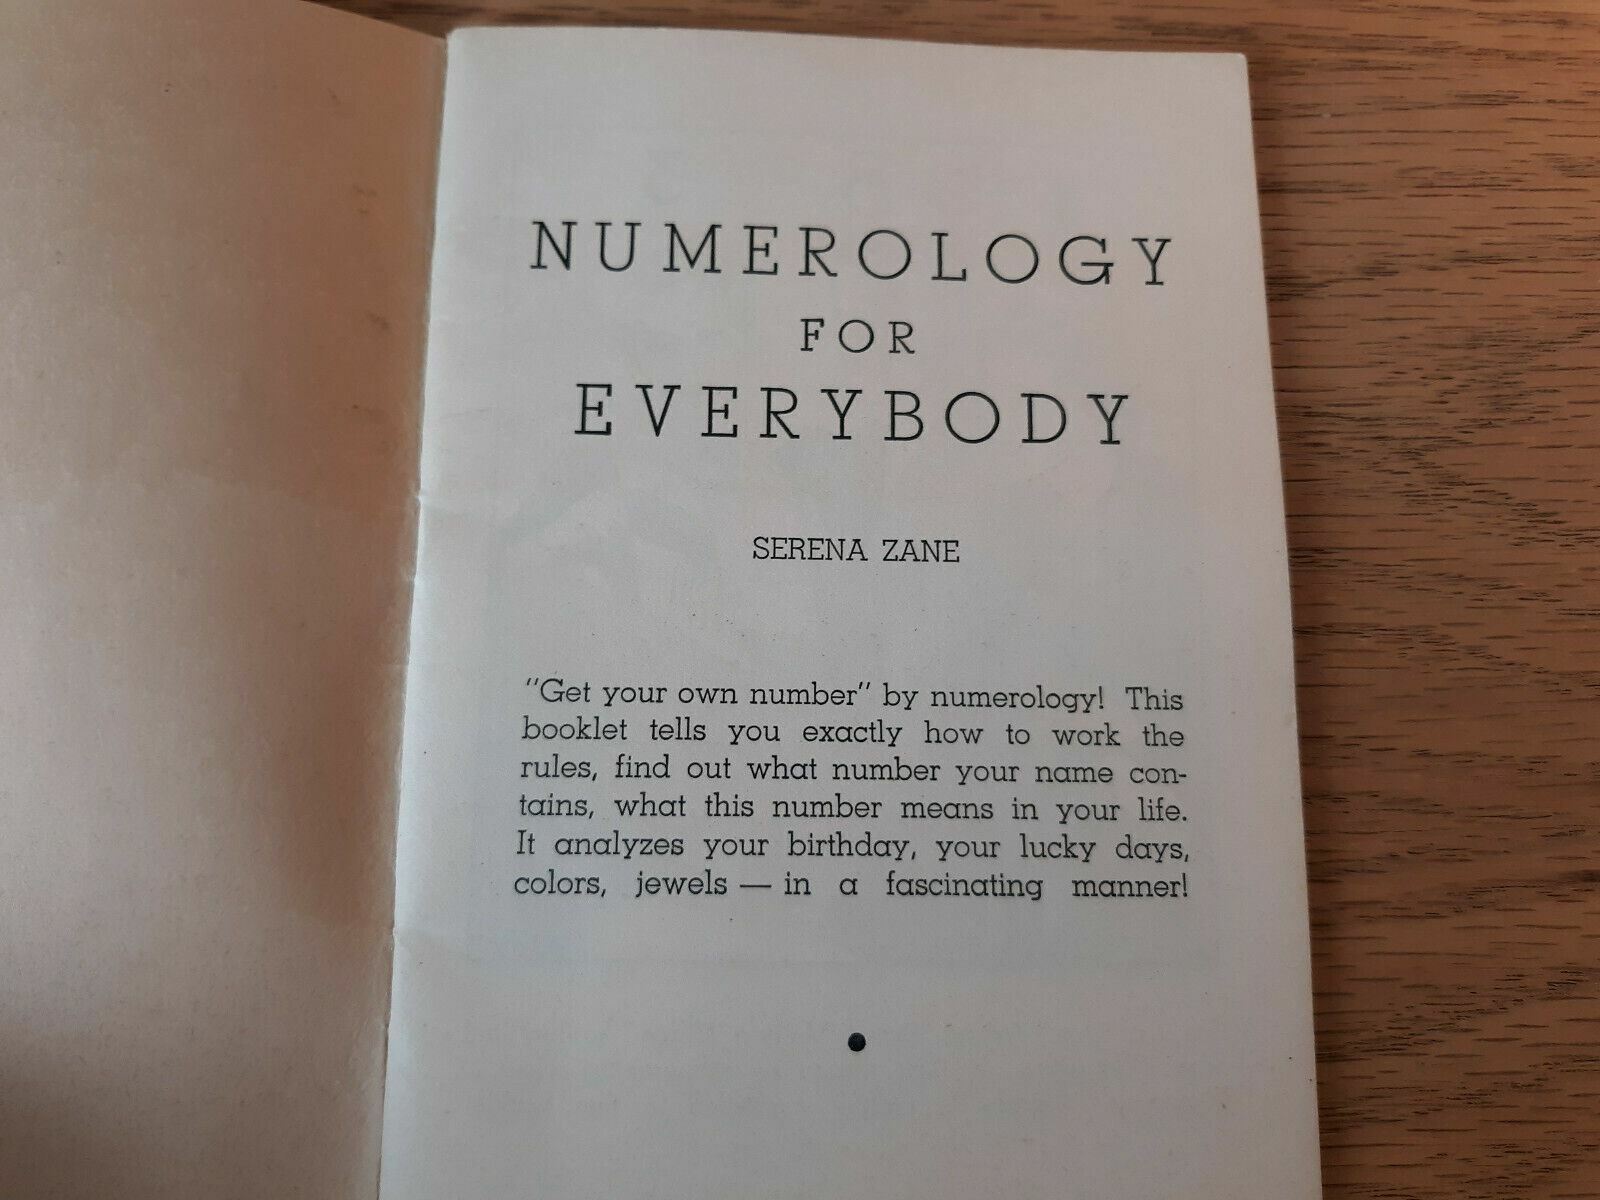 NUMEROLOGY
FOR
EVERYBODY
SERENA ZANE
"Get your own number" by numerology! This
booklet tells you exactly how to work the
rules, find out what number your name con-
tains, what this number means in your life.
It analyzes your birthday, your lucky days,
colors, jewels — in a fascinating manner!